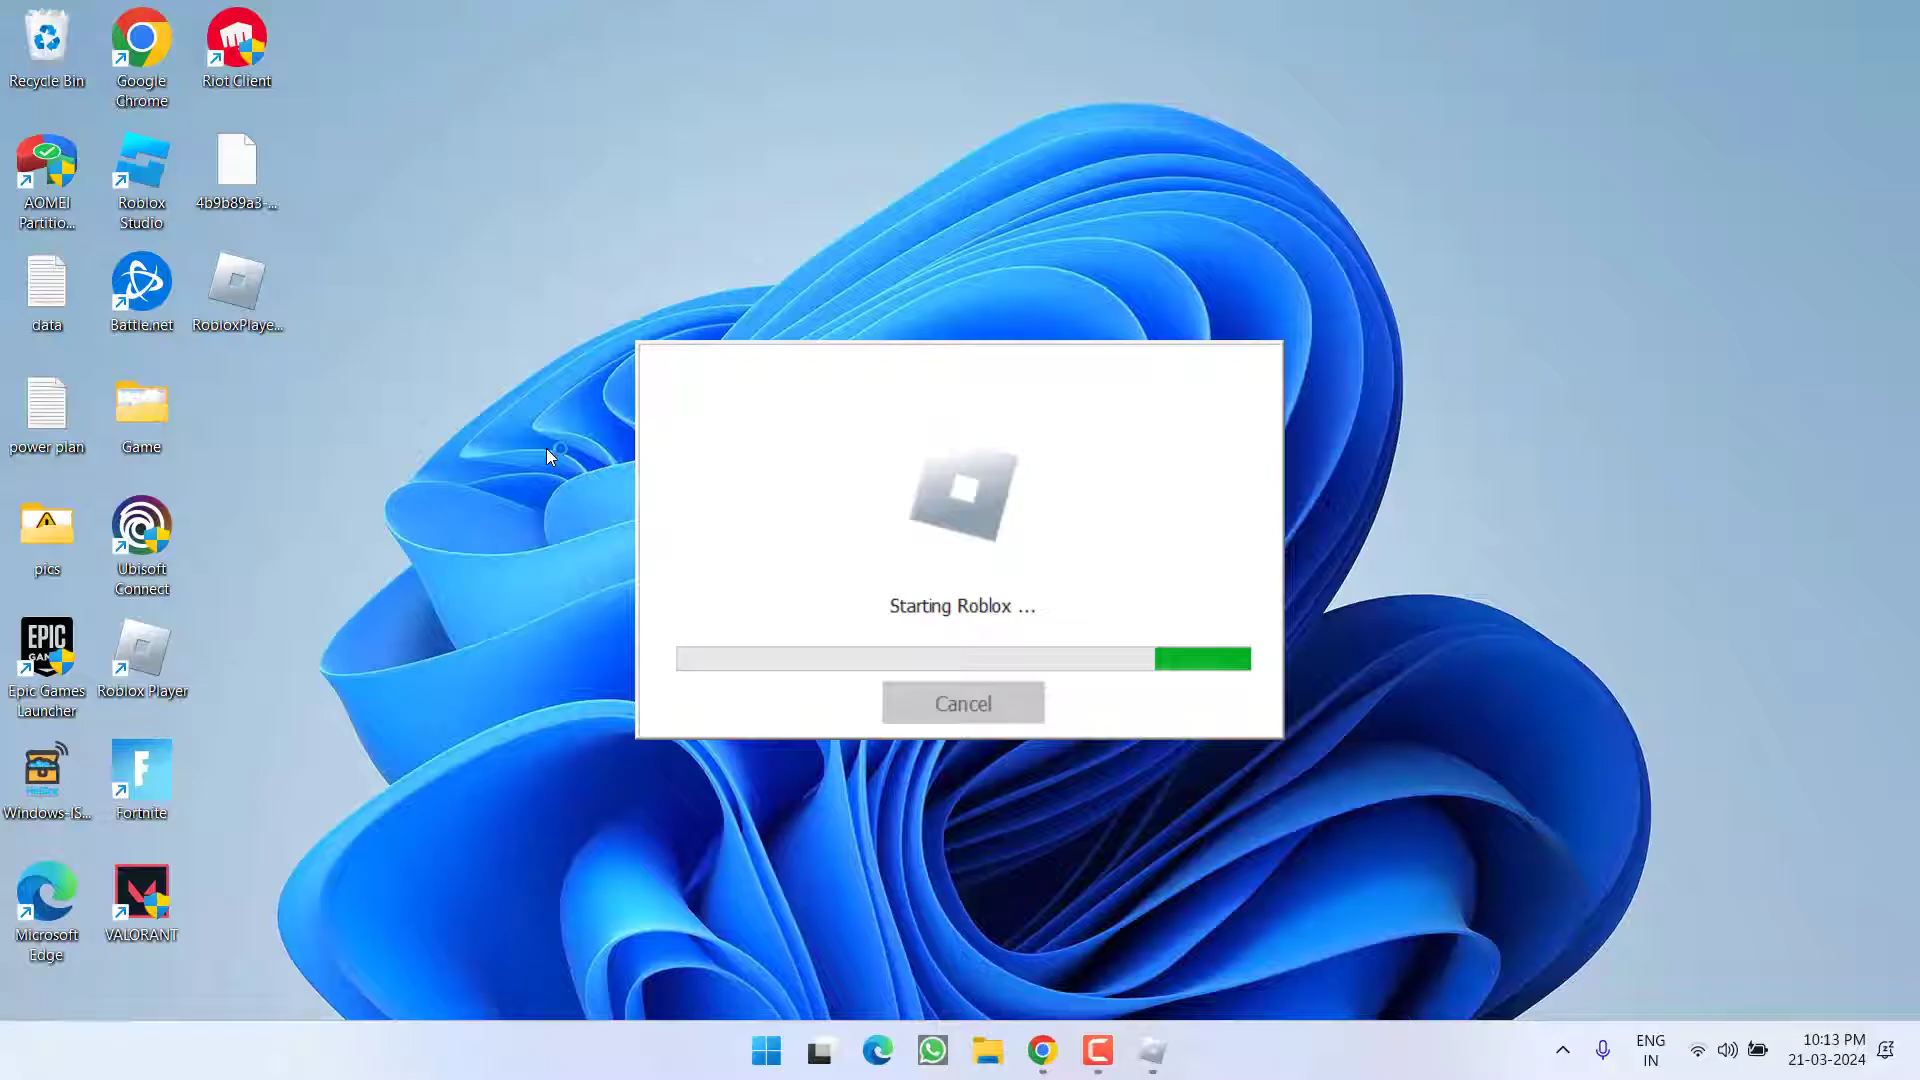 Recycle Bin
Google
Chrome
Riot Client
AOMEI
Partitio...
Roblox
Studio
4b9b89a3-...
data
Battle.net
RobloxPlaye...
power plan
Game
pics
Ubisoft
Connect
EPIC
GAMES
Epic Games
Launcher
Roblox Player
Windows-IS...
F
Fortnite
Microsoft
Edge
VALORANT
Starting Roblox ...
Cancel
ENG
IN
10:13 PM
21-03-2024